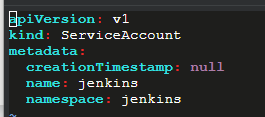 apiVersion: v1
kind: ServiceAccount
metadata:
  creationTimestamp: null
  name: jenkins
  namespace: jenkins
~